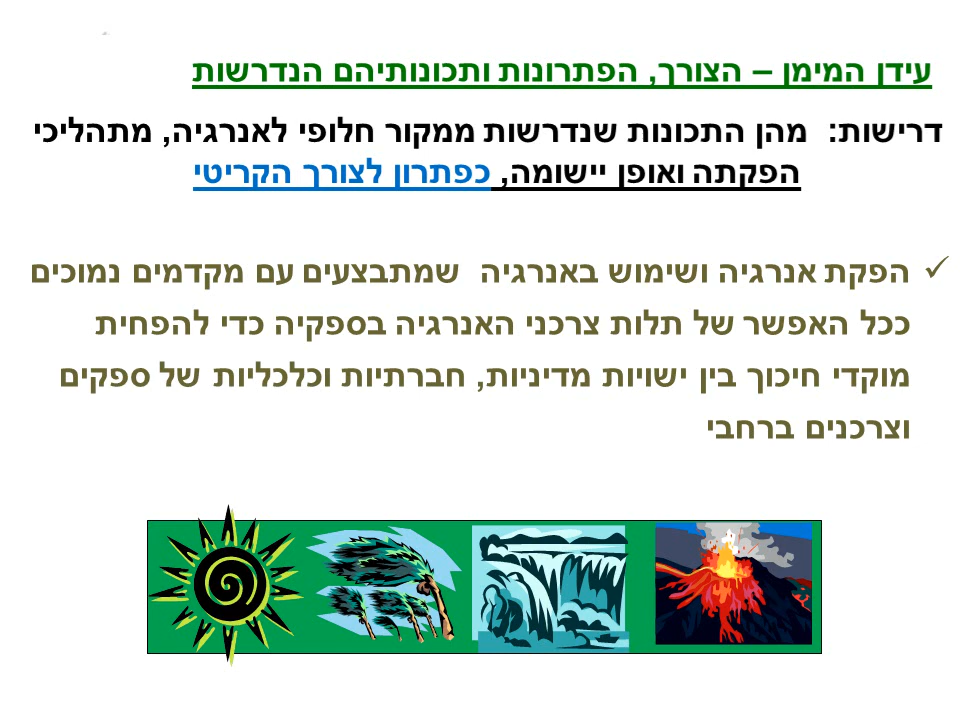 עידן המימן – הצורך, הפתרונות ותכונותיהם הנדרשות
דרישות: מהן התכונות שנדרשות ממקור חלופי לאנרגיה, מתהליכי
הפקתה ואופן יישומה, כפתרון לצורך הקריטי
✓ הפקת אנרגיה ושימוש באנרגיה שמתבצעים עם מקדמים נמוכים
ככל האפשר של תלות צרכני האנרגיה בספקיה כדי להפחית
מוקדי חיכוך בין ישויות מדיניות, חברתיות וכלכליות של ספקים
וצרכנים ברחבי